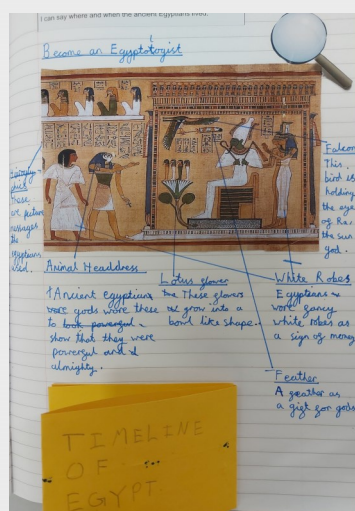 I can say where and when the ancient Egyptians lived.
Become an Egyptologist
Falcon
This
bird is
holding
the eye
of Ra.
the sun
god.
these
are picture
messages
the
egyptians
used.
Animal Headdress
Ancient egyptians
wore gods wore these
to look powerful
show that they were
powerful and
almighty.
Lotus flower
These flowers
grow into a
bowl like shape.
White Robes
Egyptians
wore fancy
white robes as
a sign of money
Feather
A feather as
a gift for gods
TIMELINE
OF
EGYPT